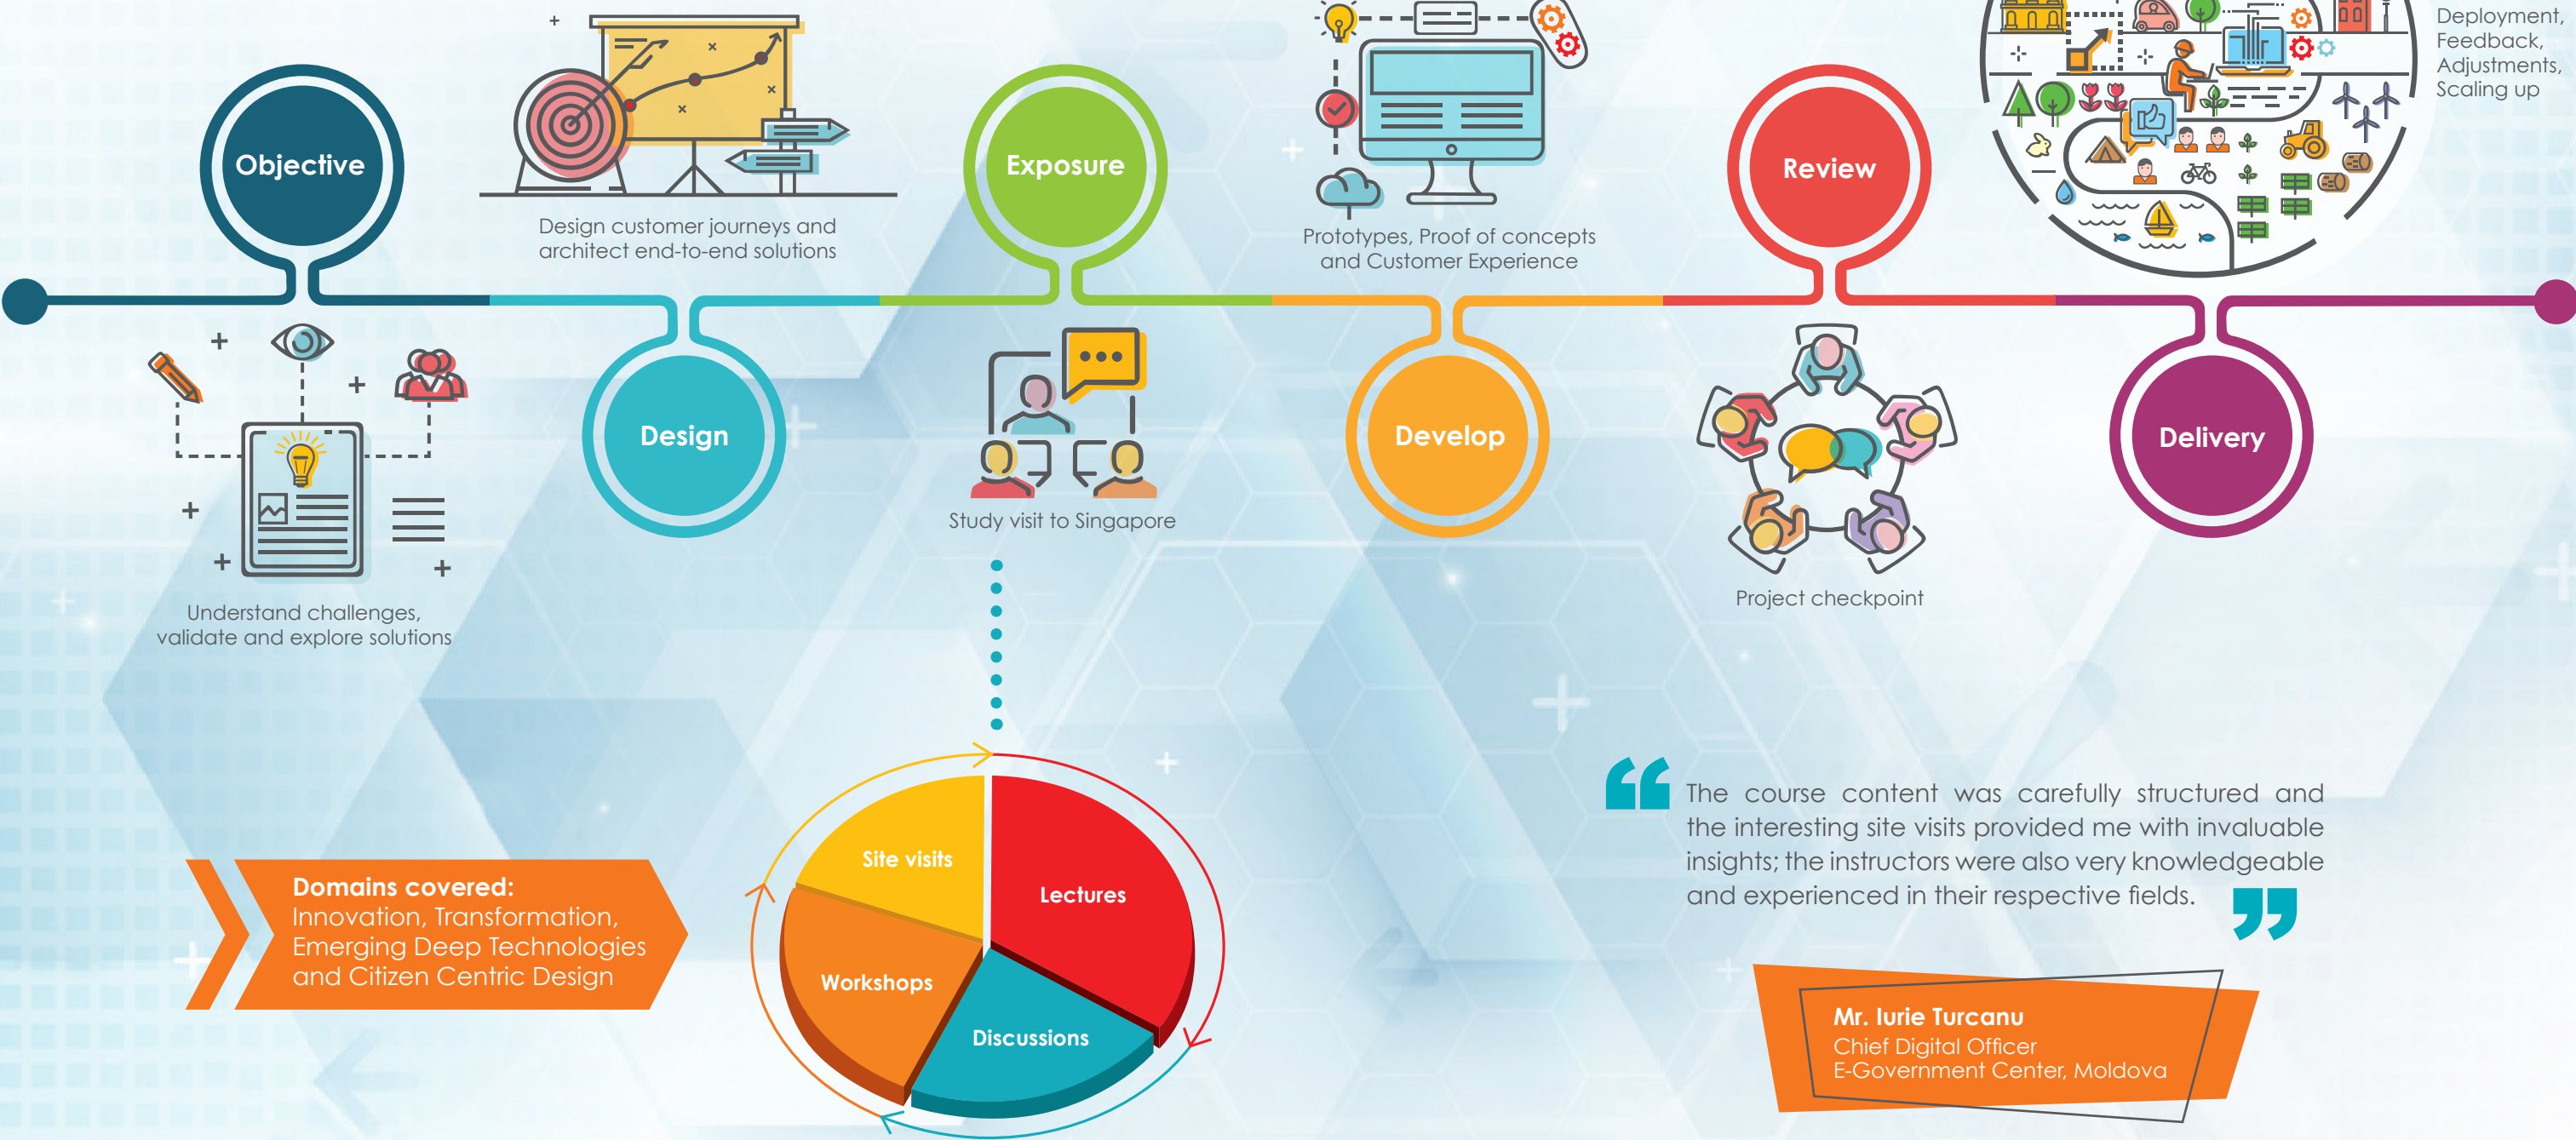 Deployment,
Feedback,
Adjustments,
Scaling up
Objective
Exposure
Review
Design customer journeys and
architect end-to-end solutions
Prototypes, Proof of concepts
and Customer Experience
Design
Develop
Delivery
Study visit to Singapore
Project checkpoint
Understand challenges,
validate and explore solutions
Site visits
Lectures
Workshops
Discussions
Domains covered:
Innovation, Transformation,
Emerging Deep Technologies
and Citizen Centric Design
“ The course content was carefully structured and
the interesting site visits provided me with invaluable
insights; the instructors were also very knowledgeable
and experienced in their respective fields. ”
Mr. Iurie Turcanu
Chief Digital Officer
E-Government Center, Moldova